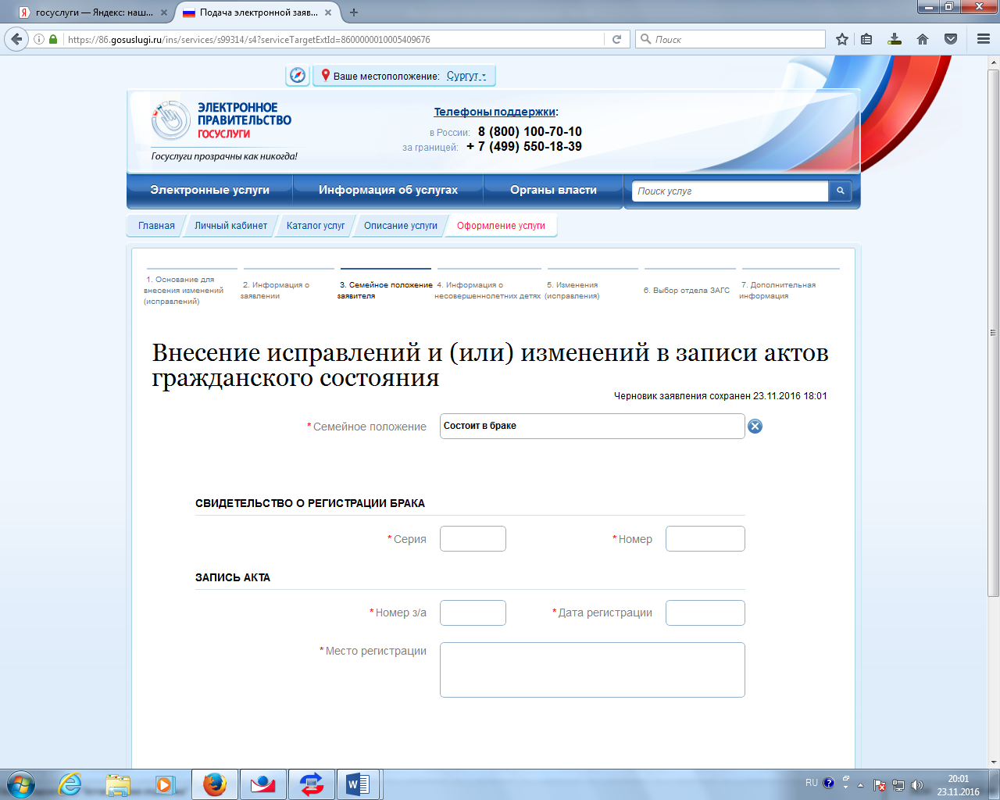 госуслуги — Яндекс: наш...
Подача электронной заяв...
https://86.gosuslugi.ru/ins/services/s99314/s4?serviceTargetExtId=8600000010005409676
Поиск
Ваше местоположение: Сургут
ЭЛЕКТРОННОЕ
ПРАВИТЕЛЬСТВО
ГОСУСЛУГИ
Госуслуги прозрачны как никогда!
Телефоны поддержки:
в России: 8 (800) 100-70-10
за границей: + 7 (499) 550-18-39
Электронные услуги
Информация об услугах
Органы власти
Поиск услуг
Главная
Личный кабинет
Каталог услуг
Описание услуги
Оформление услуги
1. Основание для
внесения изменений
(исправлений)
2. Информация о
заявлении
3. Семейное положение
заявителя
4. Информация о
несовершеннолетних детях
5. Изменения
(исправления)
6. Выбор отдела ЗАГС
7. Дополнительная
информация
Внесение исправлений и (или) изменений в записи актов
гражданского состояния
Черновик заявления сохранен 23.11.2016 18:01
* Семейное положение
Состоит в браке
СВИДЕТЕЛЬСТВО О РЕГИСТРАЦИИ БРАКА
* Серия
* Номер
ЗАПИСЬ АКТА
* Номер з/а
* Дата регистрации
* Место регистрации
RU
20:01
23.11.2016